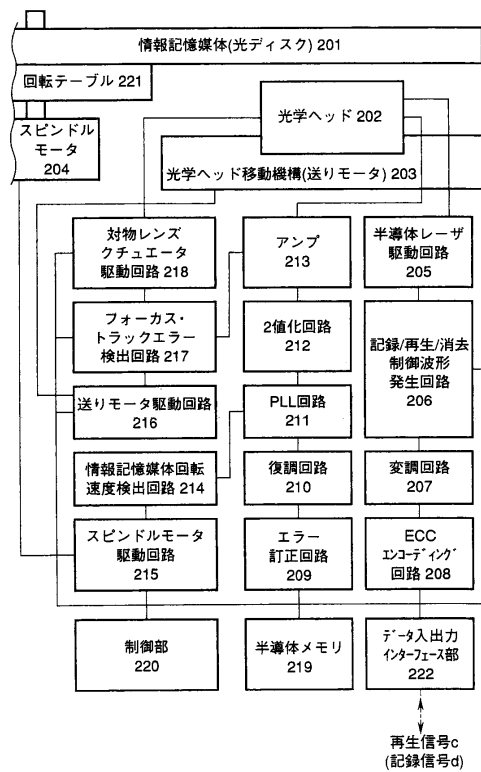 情報記憶媒体(光ディスク) 201
回転テーブル 221
スピンドル
モータ
204
光学ヘッド 202
光学ヘッド移動機構(送りモータ) 203
対物レンズ
クチュエータ
駆動回路 218
フォーカス・
トラックエラー
検出回路 217
送りモータ駆動回路
216
情報記憶媒体回転
速度検出回路 214
スピンドルモータ
駆動回路
215
制御部
220
アンプ
213
2値化回路
212
PLL回路
211
復調回路
210
エラー
訂正回路
209
半導体メモリ
219
半導体レーザ
駆動回路
205
記録/再生/消去
制御波形
発生回路
206
変調回路
207
ECC
エンコーディング
回路 208
データ入出力
インターフェース部
222
再生信号c
(記録信号d)